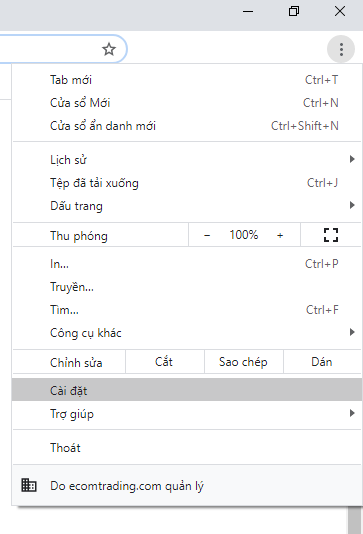 Tab mới Ctrl+T
Cửa sổ Mới Ctrl+N
Cửa sổ ẩn danh mới Ctrl+Shift+N
Lịch sử
Tệp đã tải xuống Ctrl+J
Dấu trang
Thu phóng − 100% +
In... Ctrl+P
Truyền...
Tìm... Ctrl+F
Công cụ khác
Chỉnh sửa Cắt Sao chép Dán
Cài đặt
Trợ giúp
Thoát
Do ecomtrading.com quản lý